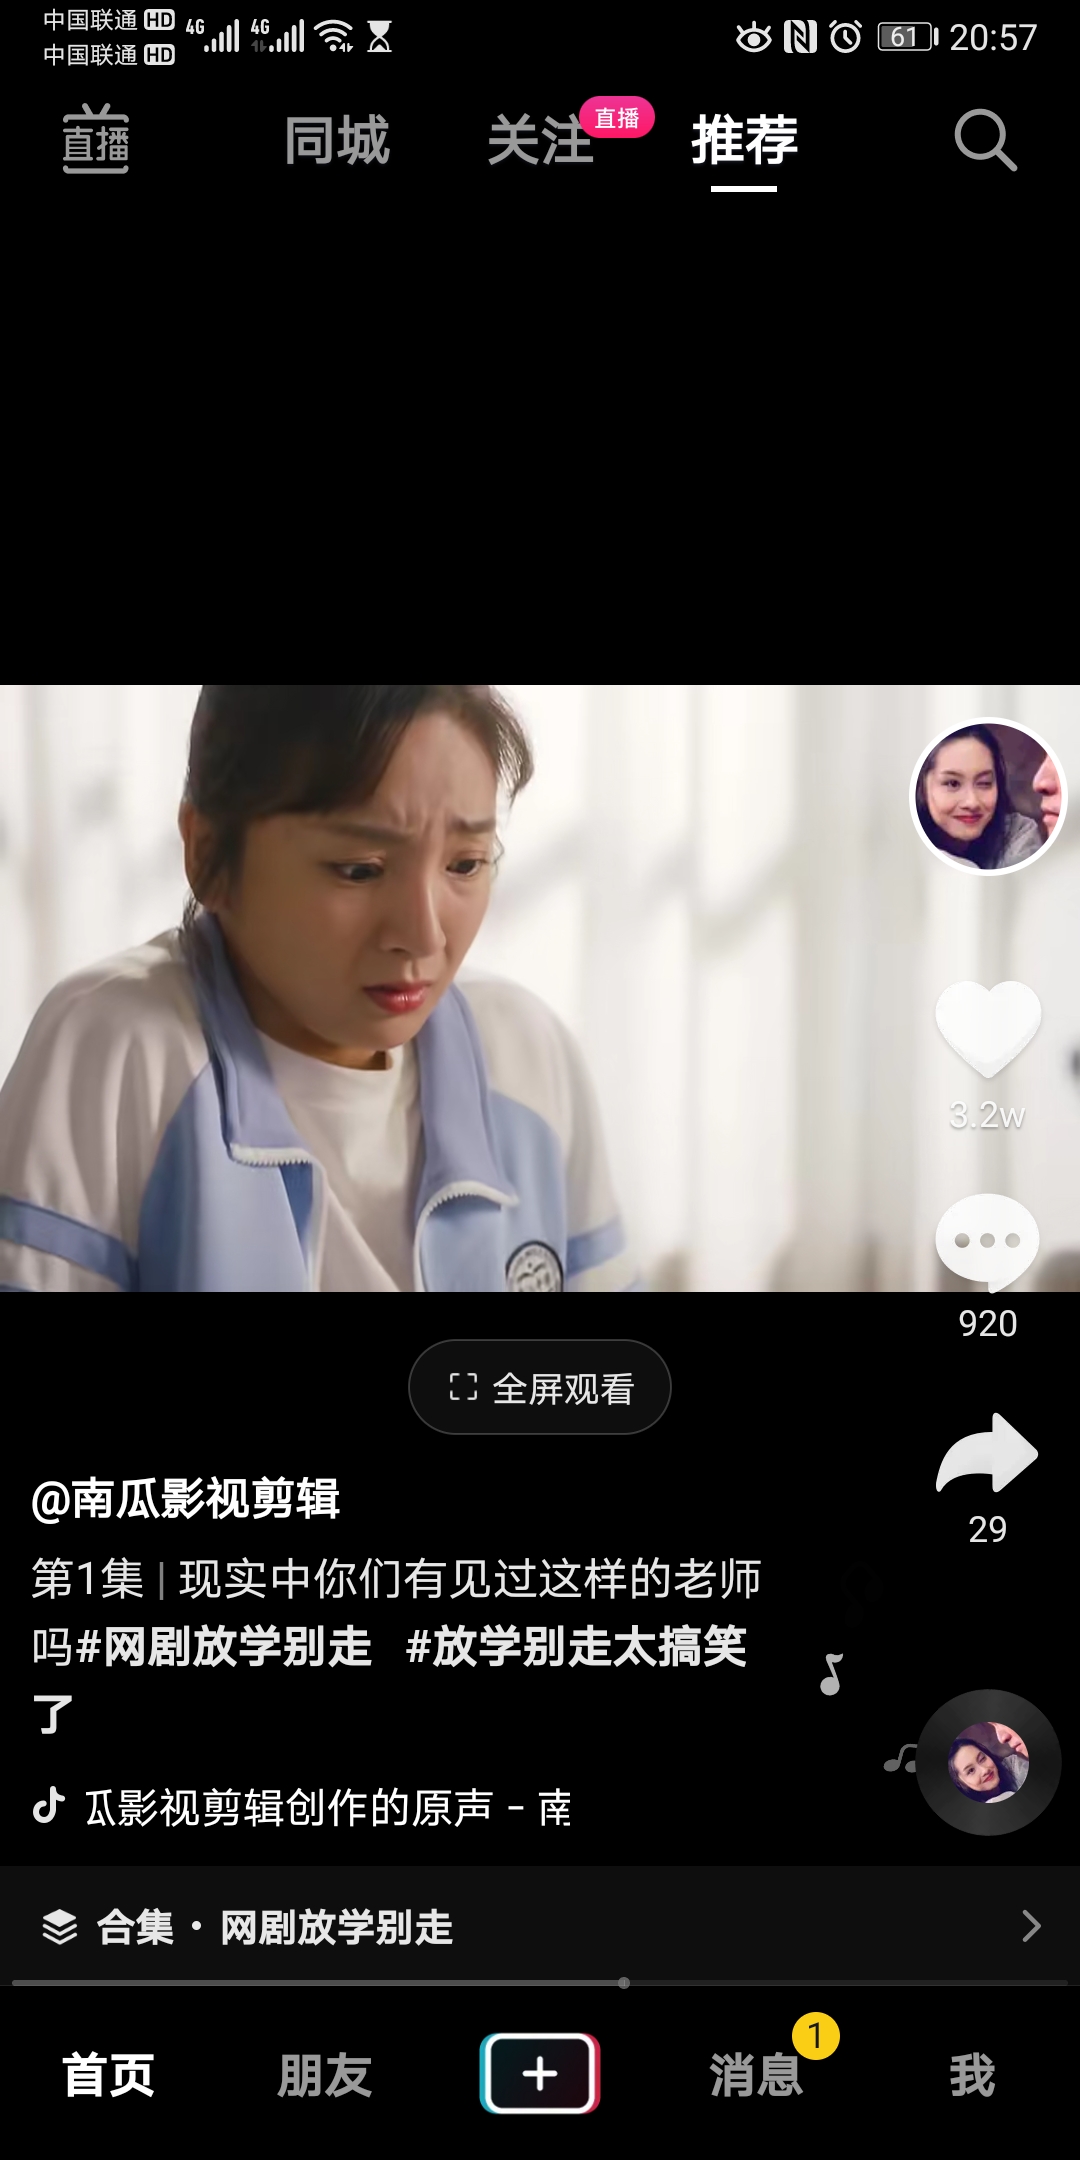 中国联通 HD
中国联通 HD
4G 4G
61 20:57
直播 同城 关注 直播 推荐
3.2w
920
全屏观看
@南瓜影视剪辑
29
第1集 | 现实中你们有见过这样的老师
吗#网剧放学别走 #放学别走太搞笑
了
瓜影视剪辑创作的原声 - 南
合集 · 网剧放学别走
首页 朋友 消息 1 我